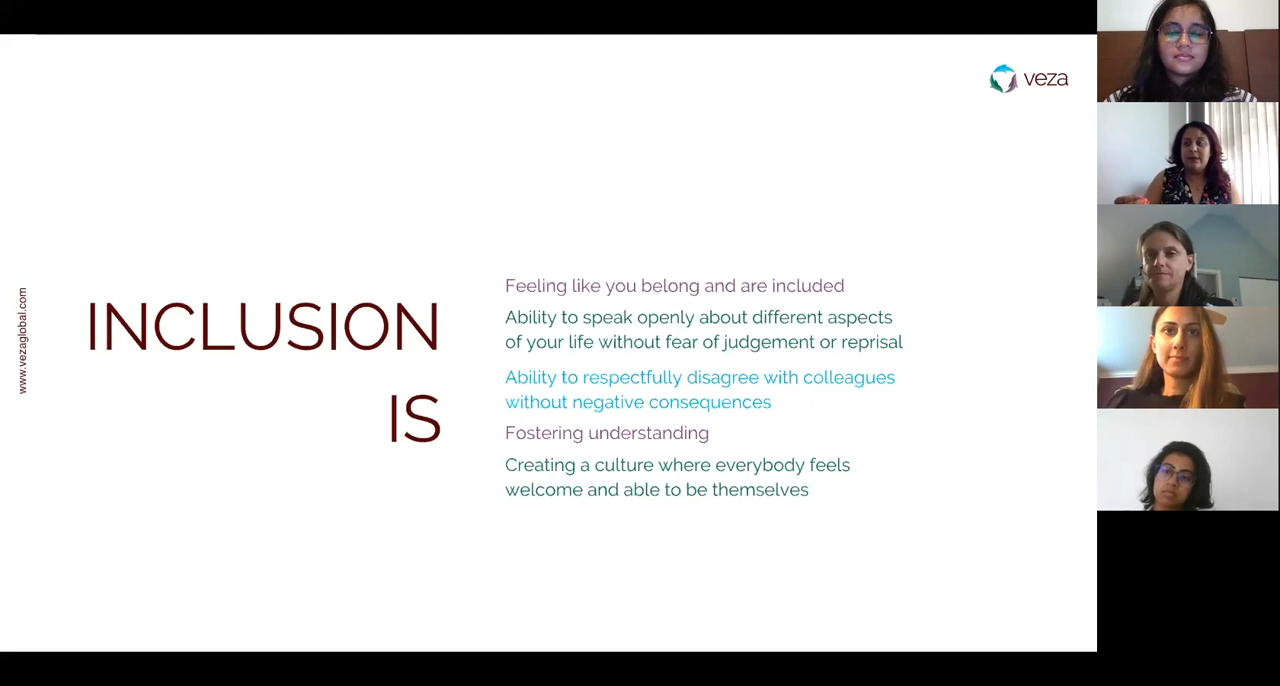 veza
www.vezaglobal.com
INCLUSION
IS
Feeling like you belong and are included
Ability to speak openly about different aspects
of your life without fear of judgement or reprisal
Ability to respectfully disagree with colleagues
without negative consequences
Fostering understanding
Creating a culture where everybody feels
welcome and able to be themselves